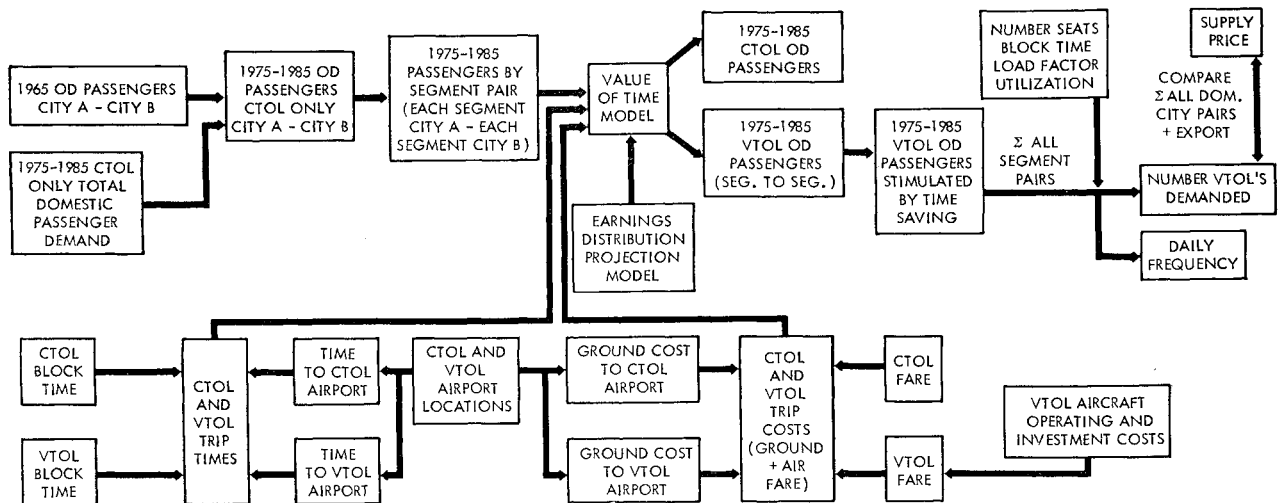 1965 OD PASSENGERS
CITY A - CITY B
1975-1985 CTOL
ONLY TOTAL
DOMESTIC
PASSENGER
DEMAND
1975-1985 OD
PASSENGERS
CTOL ONLY
CITY A - CITY B
1975-1985
PASSENGERS BY
SEGMENT PAIR
(EACH SEGMENT
CITY A - EACH
SEGMENT CITY B)
VALUE
OF TIME
MODEL
EARNINGS
DISTRIBUTION
PROJECTION
MODEL
1975-1985
CTOL OD
PASSENGERS
1975-1985
VTOL OD
PASSENGERS
(SEG. TO SEG.)
1975-1985
VTOL OD
PASSENGERS
STIMULATED
BY TIME
SAVING
Σ ALL
SEGMENT
PAIRS
NUMBER SEATS
BLOCK TIME
LOAD FACTOR
UTILIZATION
SUPPLY
PRICE
COMPARE
Σ ALL DOM.
CITY PAIRS
+ EXPORT
NUMBER VTOL'S
DEMANDED
DAILY
FREQUENCY
CTOL
BLOCK
TIME
VTOL
BLOCK
TIME
CTOL
AND
VTOL
TRIP
TIMES
TIME
TO CTOL
AIRPORT
TIME
TO VTOL
AIRPORT
CTOL AND
VTOL
AIRPORT
LOCATIONS
GROUND COST
TO CTOL
AIRPORT
GROUND COST
TO VTOL
AIRPORT
CTOL
AND
VTOL
TRIP
COSTS
(GROUND
+ AIR
FARE)
CTOL
FARE
VTOL
FARE
VTOL AIRCRAFT
OPERATING AND
INVESTMENT COSTS